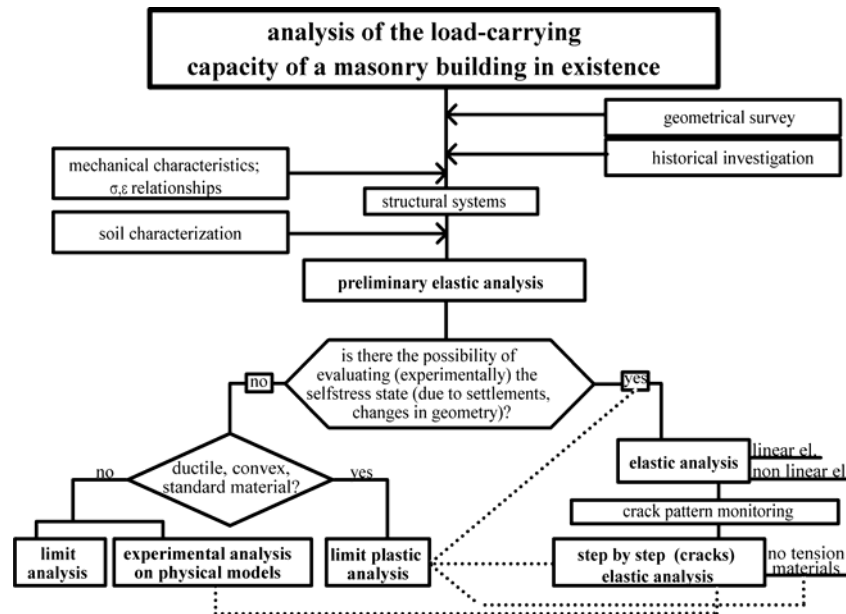 analysis of the load-carrying
capacity of a masonry building in existence
geometrical survey
historical investigation
mechanical characteristics;
σ,ε relationships
structural systems
soil characterization
preliminary elastic analysis
is there the possibility of
evaluating (experimentally) the
selfstress state (due to settlements,
changes in geometry)?
no
yes
ductile, convex,
standard material?
no
yes
elastic analysis
linear el.
non linear el
crack pattern monitoring
limit
analysis
experimental analysis
on physical models
limit plastic
analysis
step by step (cracks)
elastic analysis
no tension
materials